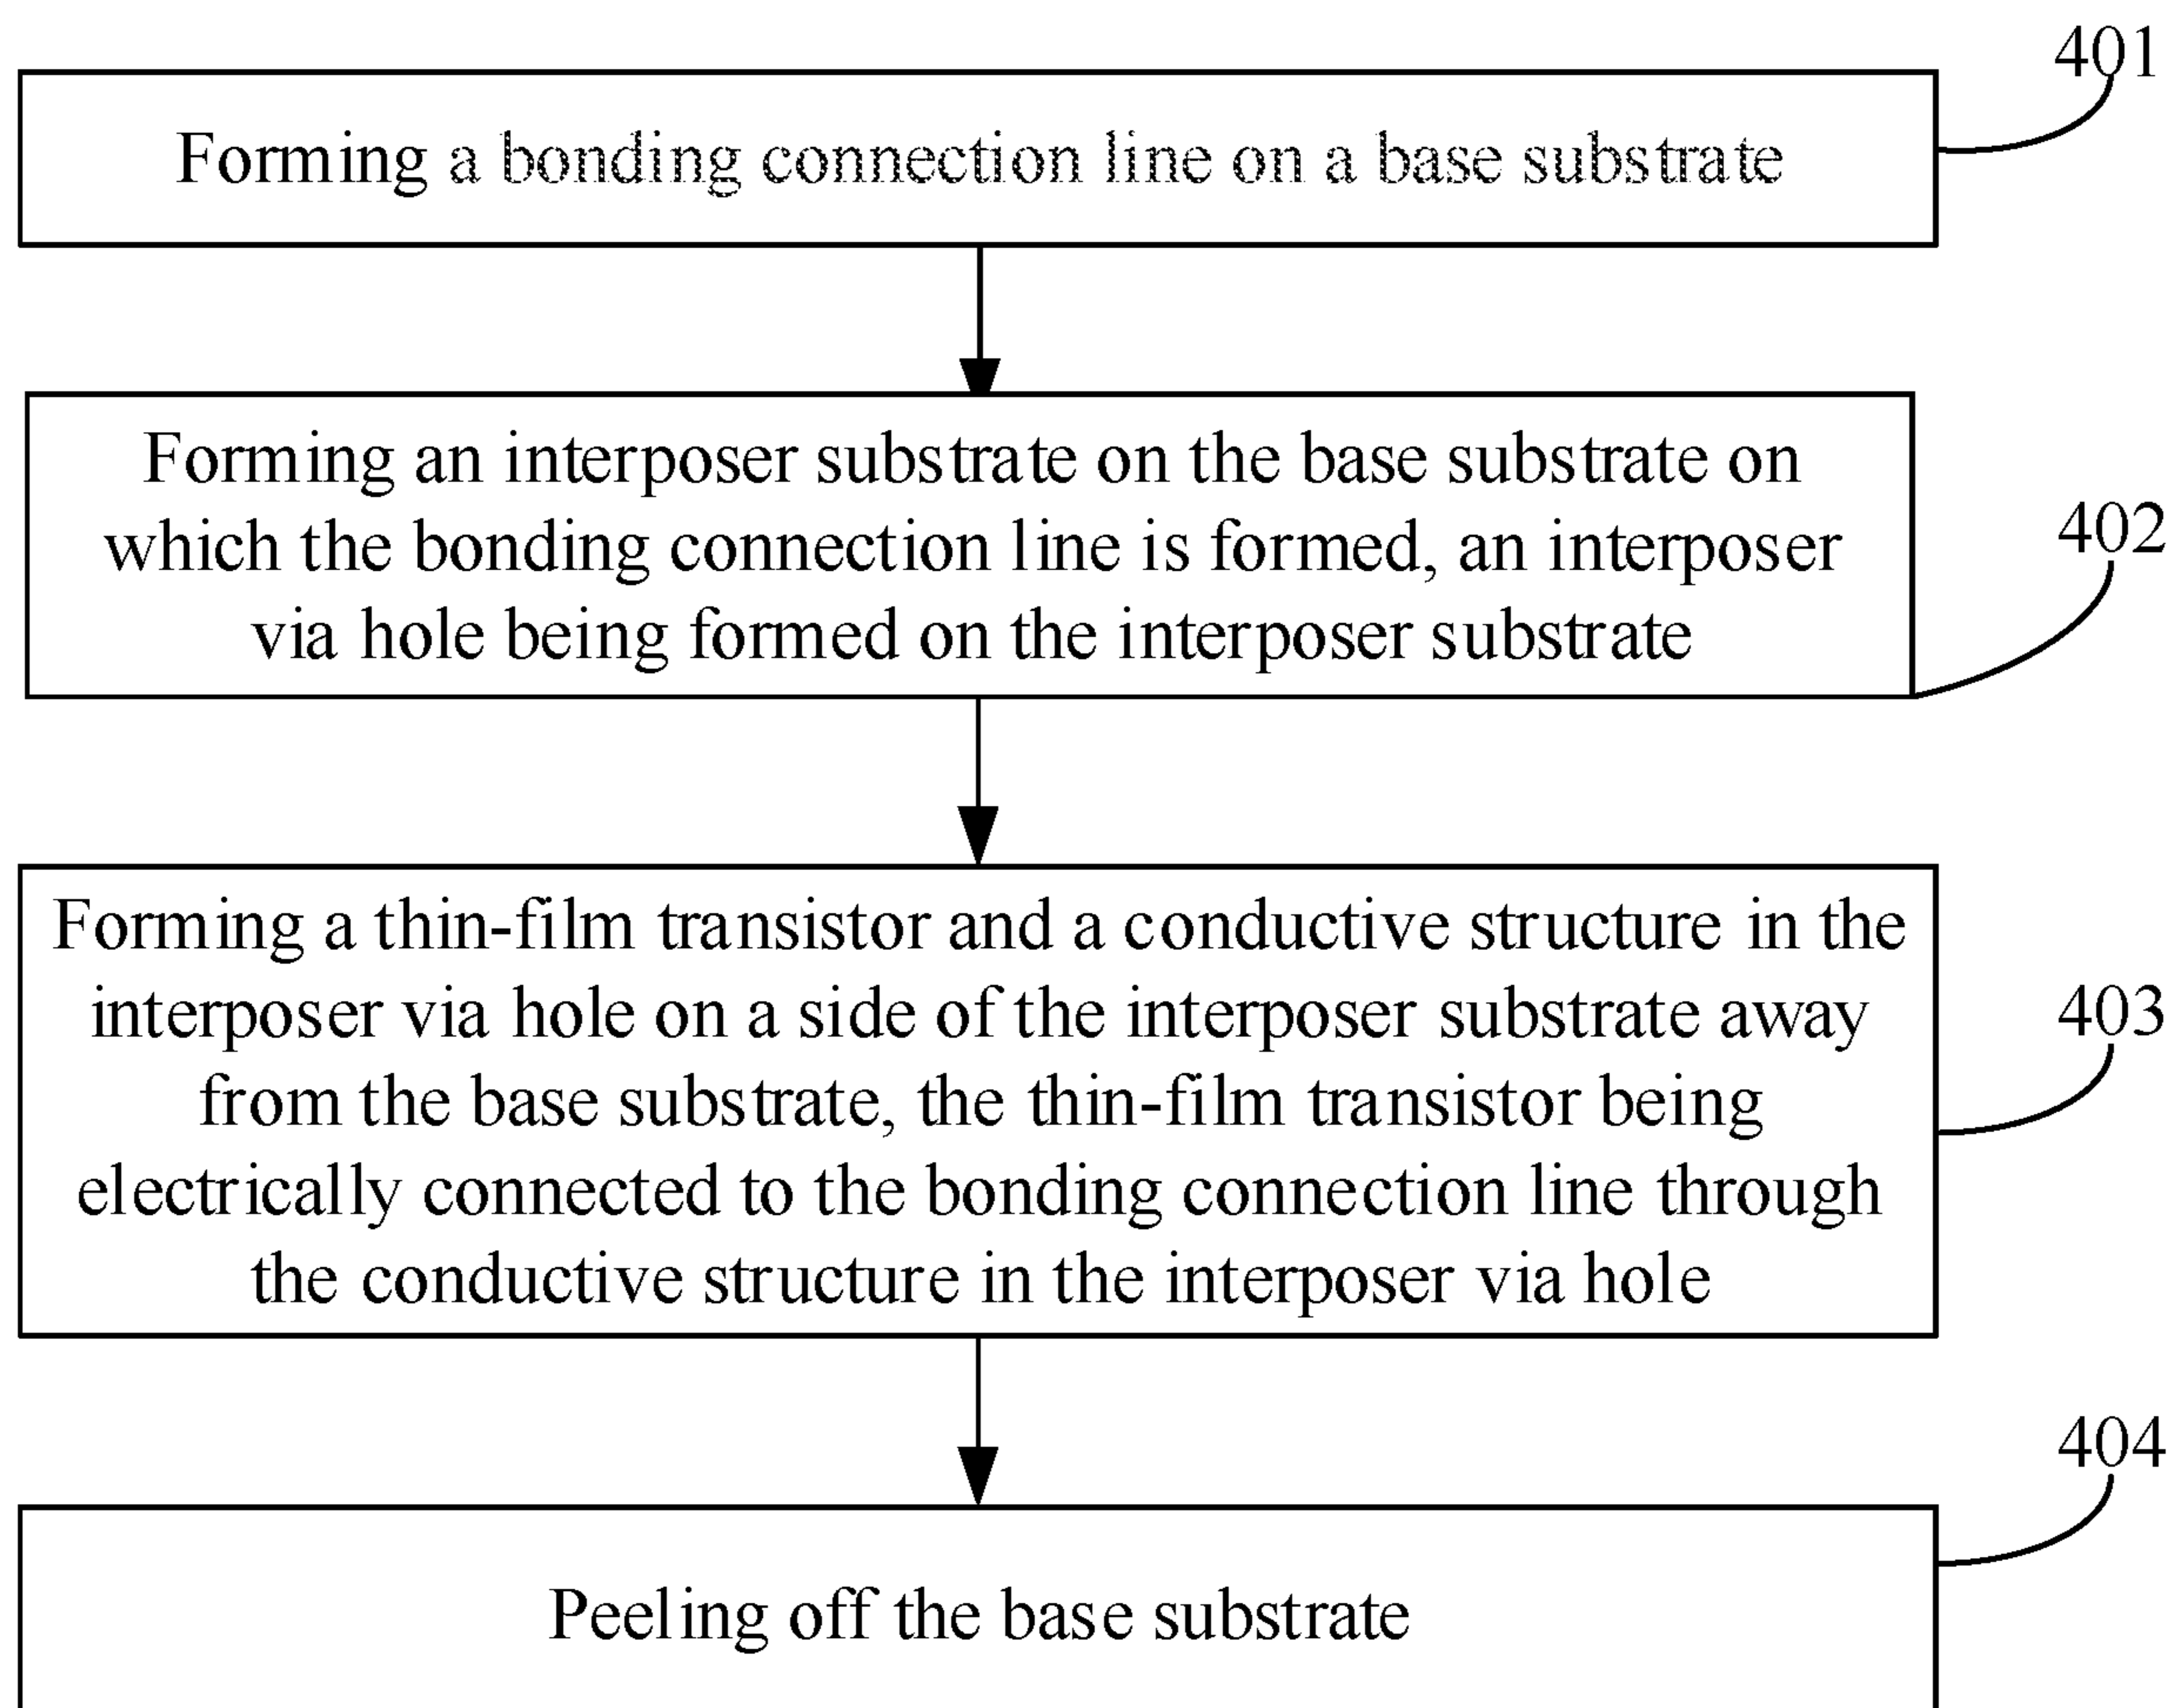 401
Forming a bonding connection line on a base substrate
Forming an interposer substrate on the base substrate on
which the bonding connection line is formed, an interposer
via hole being formed on the interposer substrate
402
Forming a thin-film transistor and a conductive structure in the
interposer via hole on a side of the interposer substrate away
from the base substrate, the thin-film transistor being
electrically connected to the bonding connection line through
the conductive structure in the interposer via hole
403
404
Peeling off the base substrate